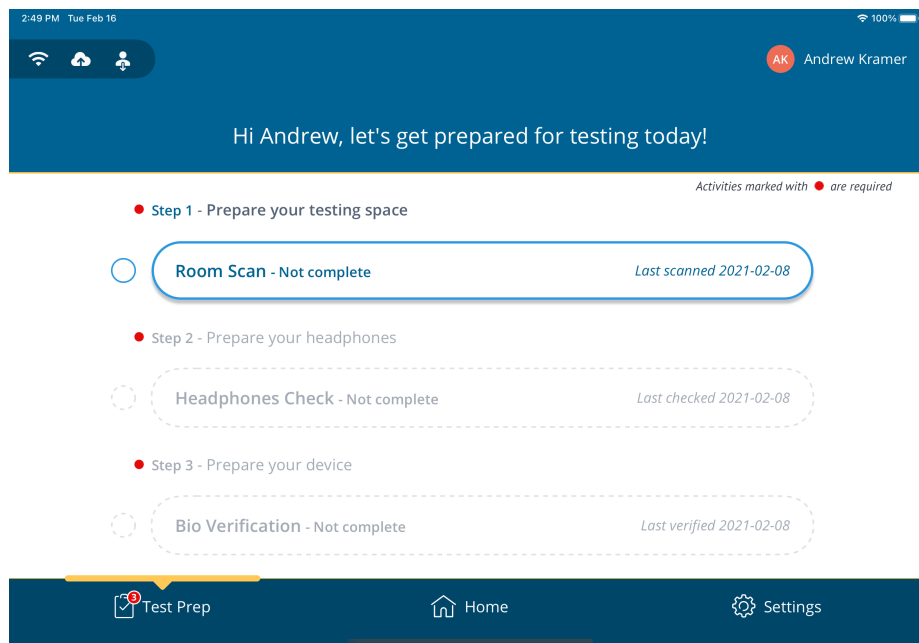 2:49 PM Tue Feb 16 100%
AK Andrew Kramer
Hi Andrew, let's get prepared for testing today!
Activities marked with are required
Step 1 - Prepare your testing space
Room Scan - Not complete Last scanned 2021-02-08
Step 2 - Prepare your headphones
Headphones Check - Not complete Last checked 2021-02-08
Step 3 - Prepare your device
Bio Verification - Not complete Last verified 2021-02-08
3 Test Prep Home Settings